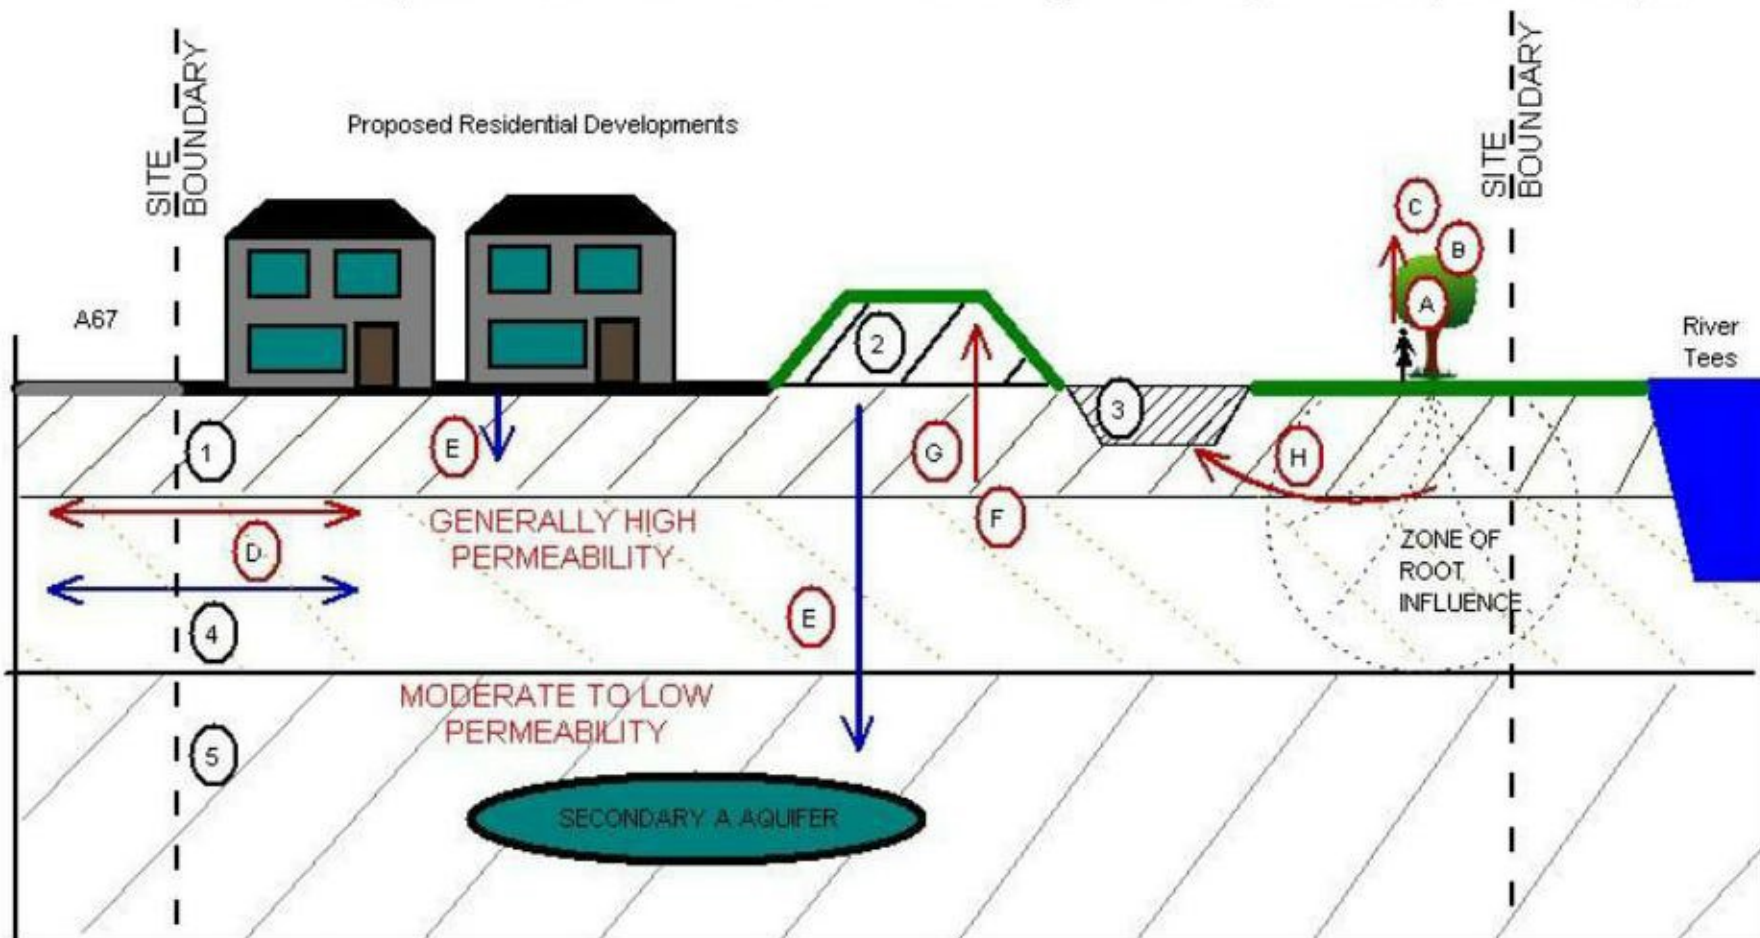 SITE
BOUNDARY
Proposed Residential Developments
SITE
BOUNDARY
C
B
A
A67
River
Tees
2
3
1
E
G
H
F
GENERALLY HIGH
PERMEABILITY
D
ZONE OF
ROOT
INFLUENCE
E
4
MODERATE TO LOW
PERMEABILITY
5
SECONDARY A AQUIFER